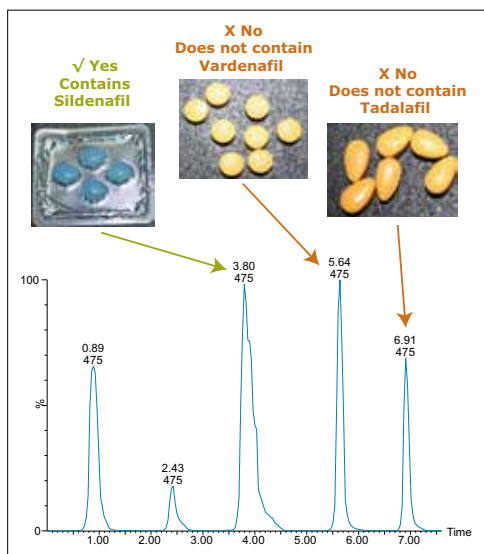 √ Yes
Contains
Sildenafil
X No
Does not contain
Vardenafil
X No
Does not contain
Tadalafil
100
%
0
0.89
475
2.43
475
3.80
475
5.64
475
6.91
475
1.00
2.00
3.00
4.00
5.00
6.00
7.00
Time